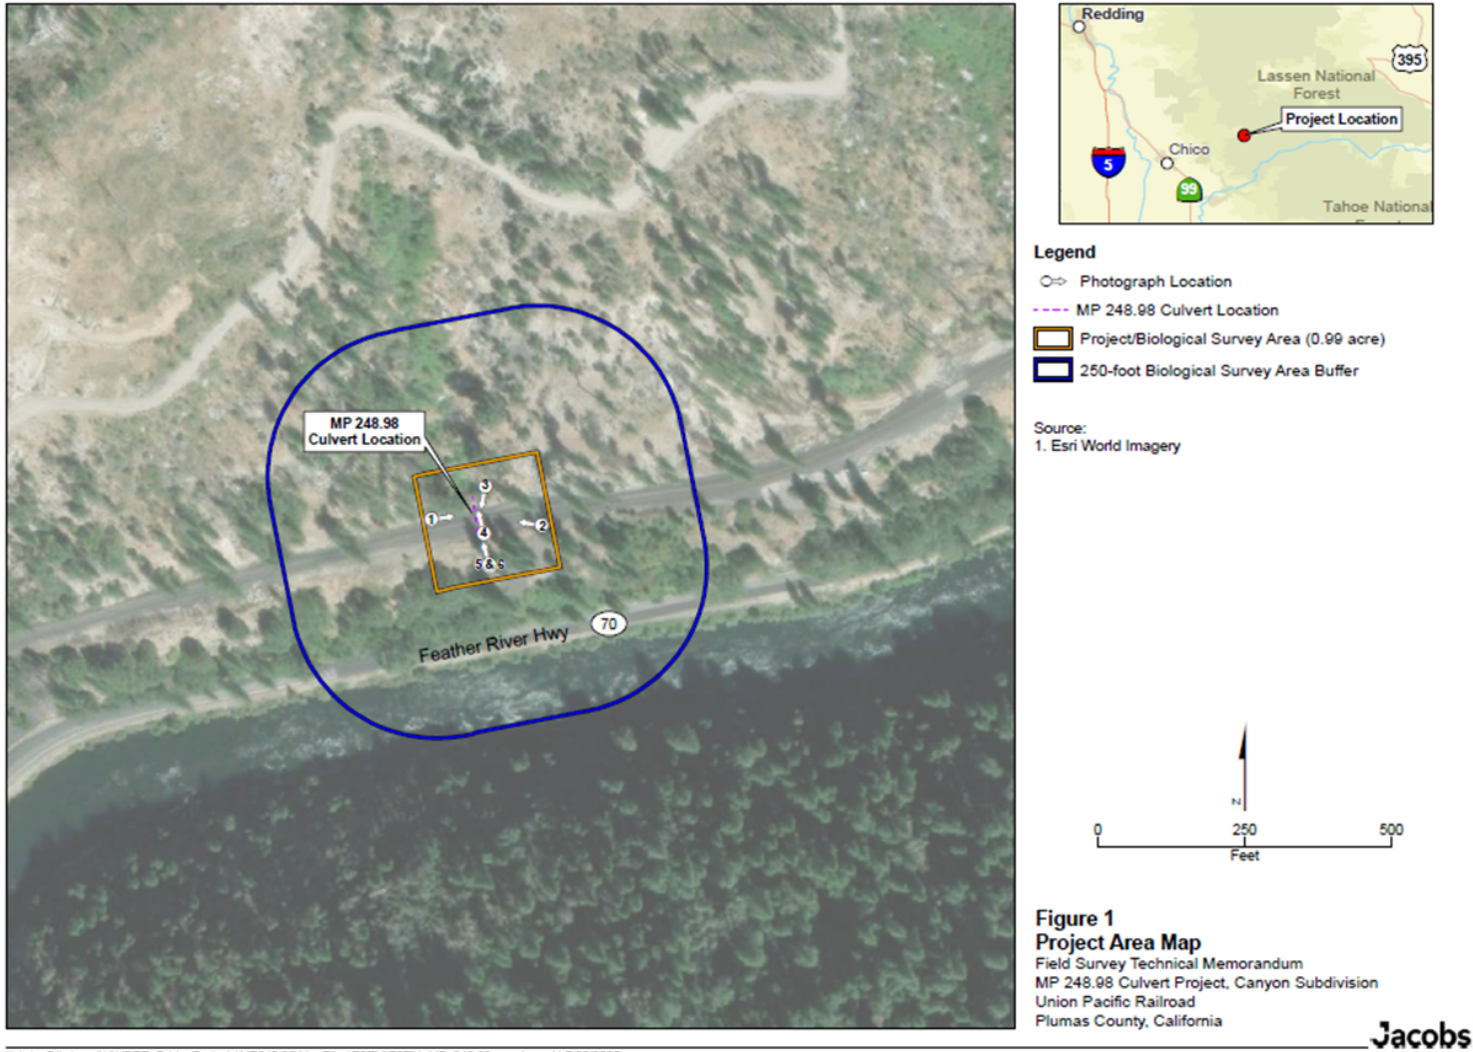 Redding
395
Lassen National
Forest
Project Location
Chico
5
99
Tahoe National
Legend
Photograph Location
MP 248.98 Culvert Location
Project/Biological Survey Area (0.99 acre)
250-foot Biological Survey Area Buffer
Source:
1. Esri World Imagery
MP 248.98
Culvert Location
3
1
2
4
5 & 6
Feather River Hwy
70
N
0 250 500
Feet
Figure 1
Project Area Map
Field Survey Technical Memorandum
MP 248.98 Culvert Project, Canyon Subdivision
Union Pacific Railroad
Plumas County, California
Jacobs